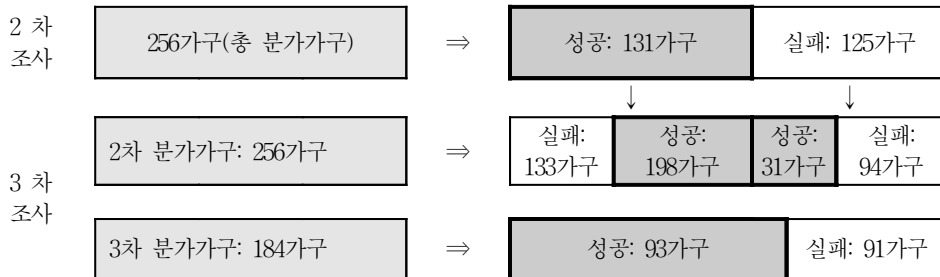 2 차
조사
256가구(총 분가가구)
⇒
성공: 131가구
실패: 125가구
↓ ↓
3 차
조사
2차 분가가구: 256가구
⇒
실패:
133가구
성공:
198가구
성공:
31가구
실패:
94가구
3차 분가가구: 184가구
⇒
성공: 93가구
실패: 91가구